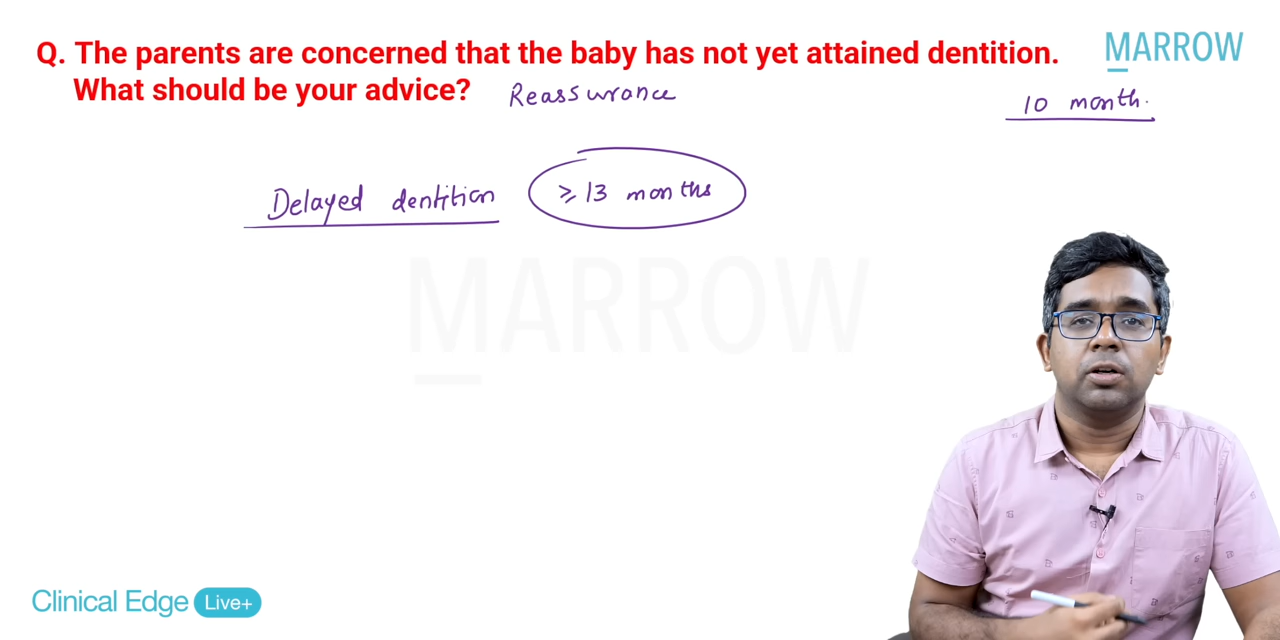 Q. The parents are concerned that the baby has not yet attained dentition.
What should be your advice? Reassurance
MARROW
10 month.
Delayed dentition ≥ 13 months
MARROW
Clinical Edge Live+